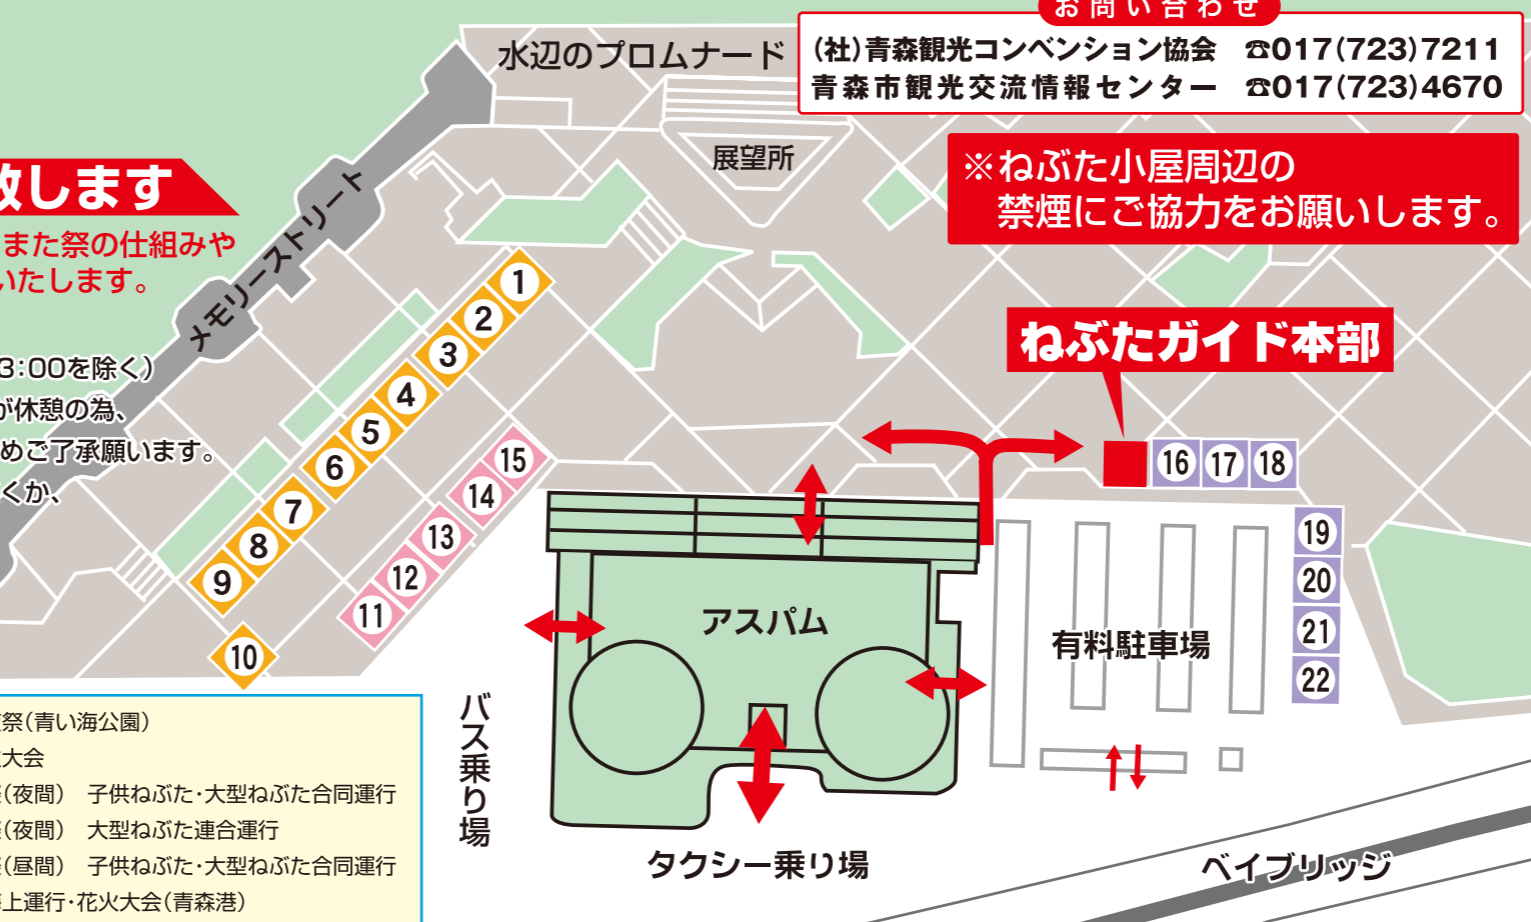 お問い合わせ
(社)青森観光コンベンション協会 ☎017(723)7211
青森市観光交流情報センター ☎017(723)4670
水辺のプロムナード
展望所
※ねぶた小屋周辺の
禁煙にご協力をお願いします。
します
また祭の仕組みや
いたします。
メモリーストリート
3:00を除く)
が休憩の為、
めご了承願います。
くか、
ねぶたガイド本部
1
2
3
4
5
6
7
8
9
10
11
12
13
14
15
16
17
18
19
20
21
22
アスパム
有料駐車場
バス乗り場
タクシー乗り場
ベイブリッジ
祭(青い海公園)
大会
(夜間) 子供ねぶた・大型ねぶた合同運行
(夜間) 大型ねぶた連合運行
(昼間) 子供ねぶた・大型ねぶた合同運行
上運行・花火大会(青森港)